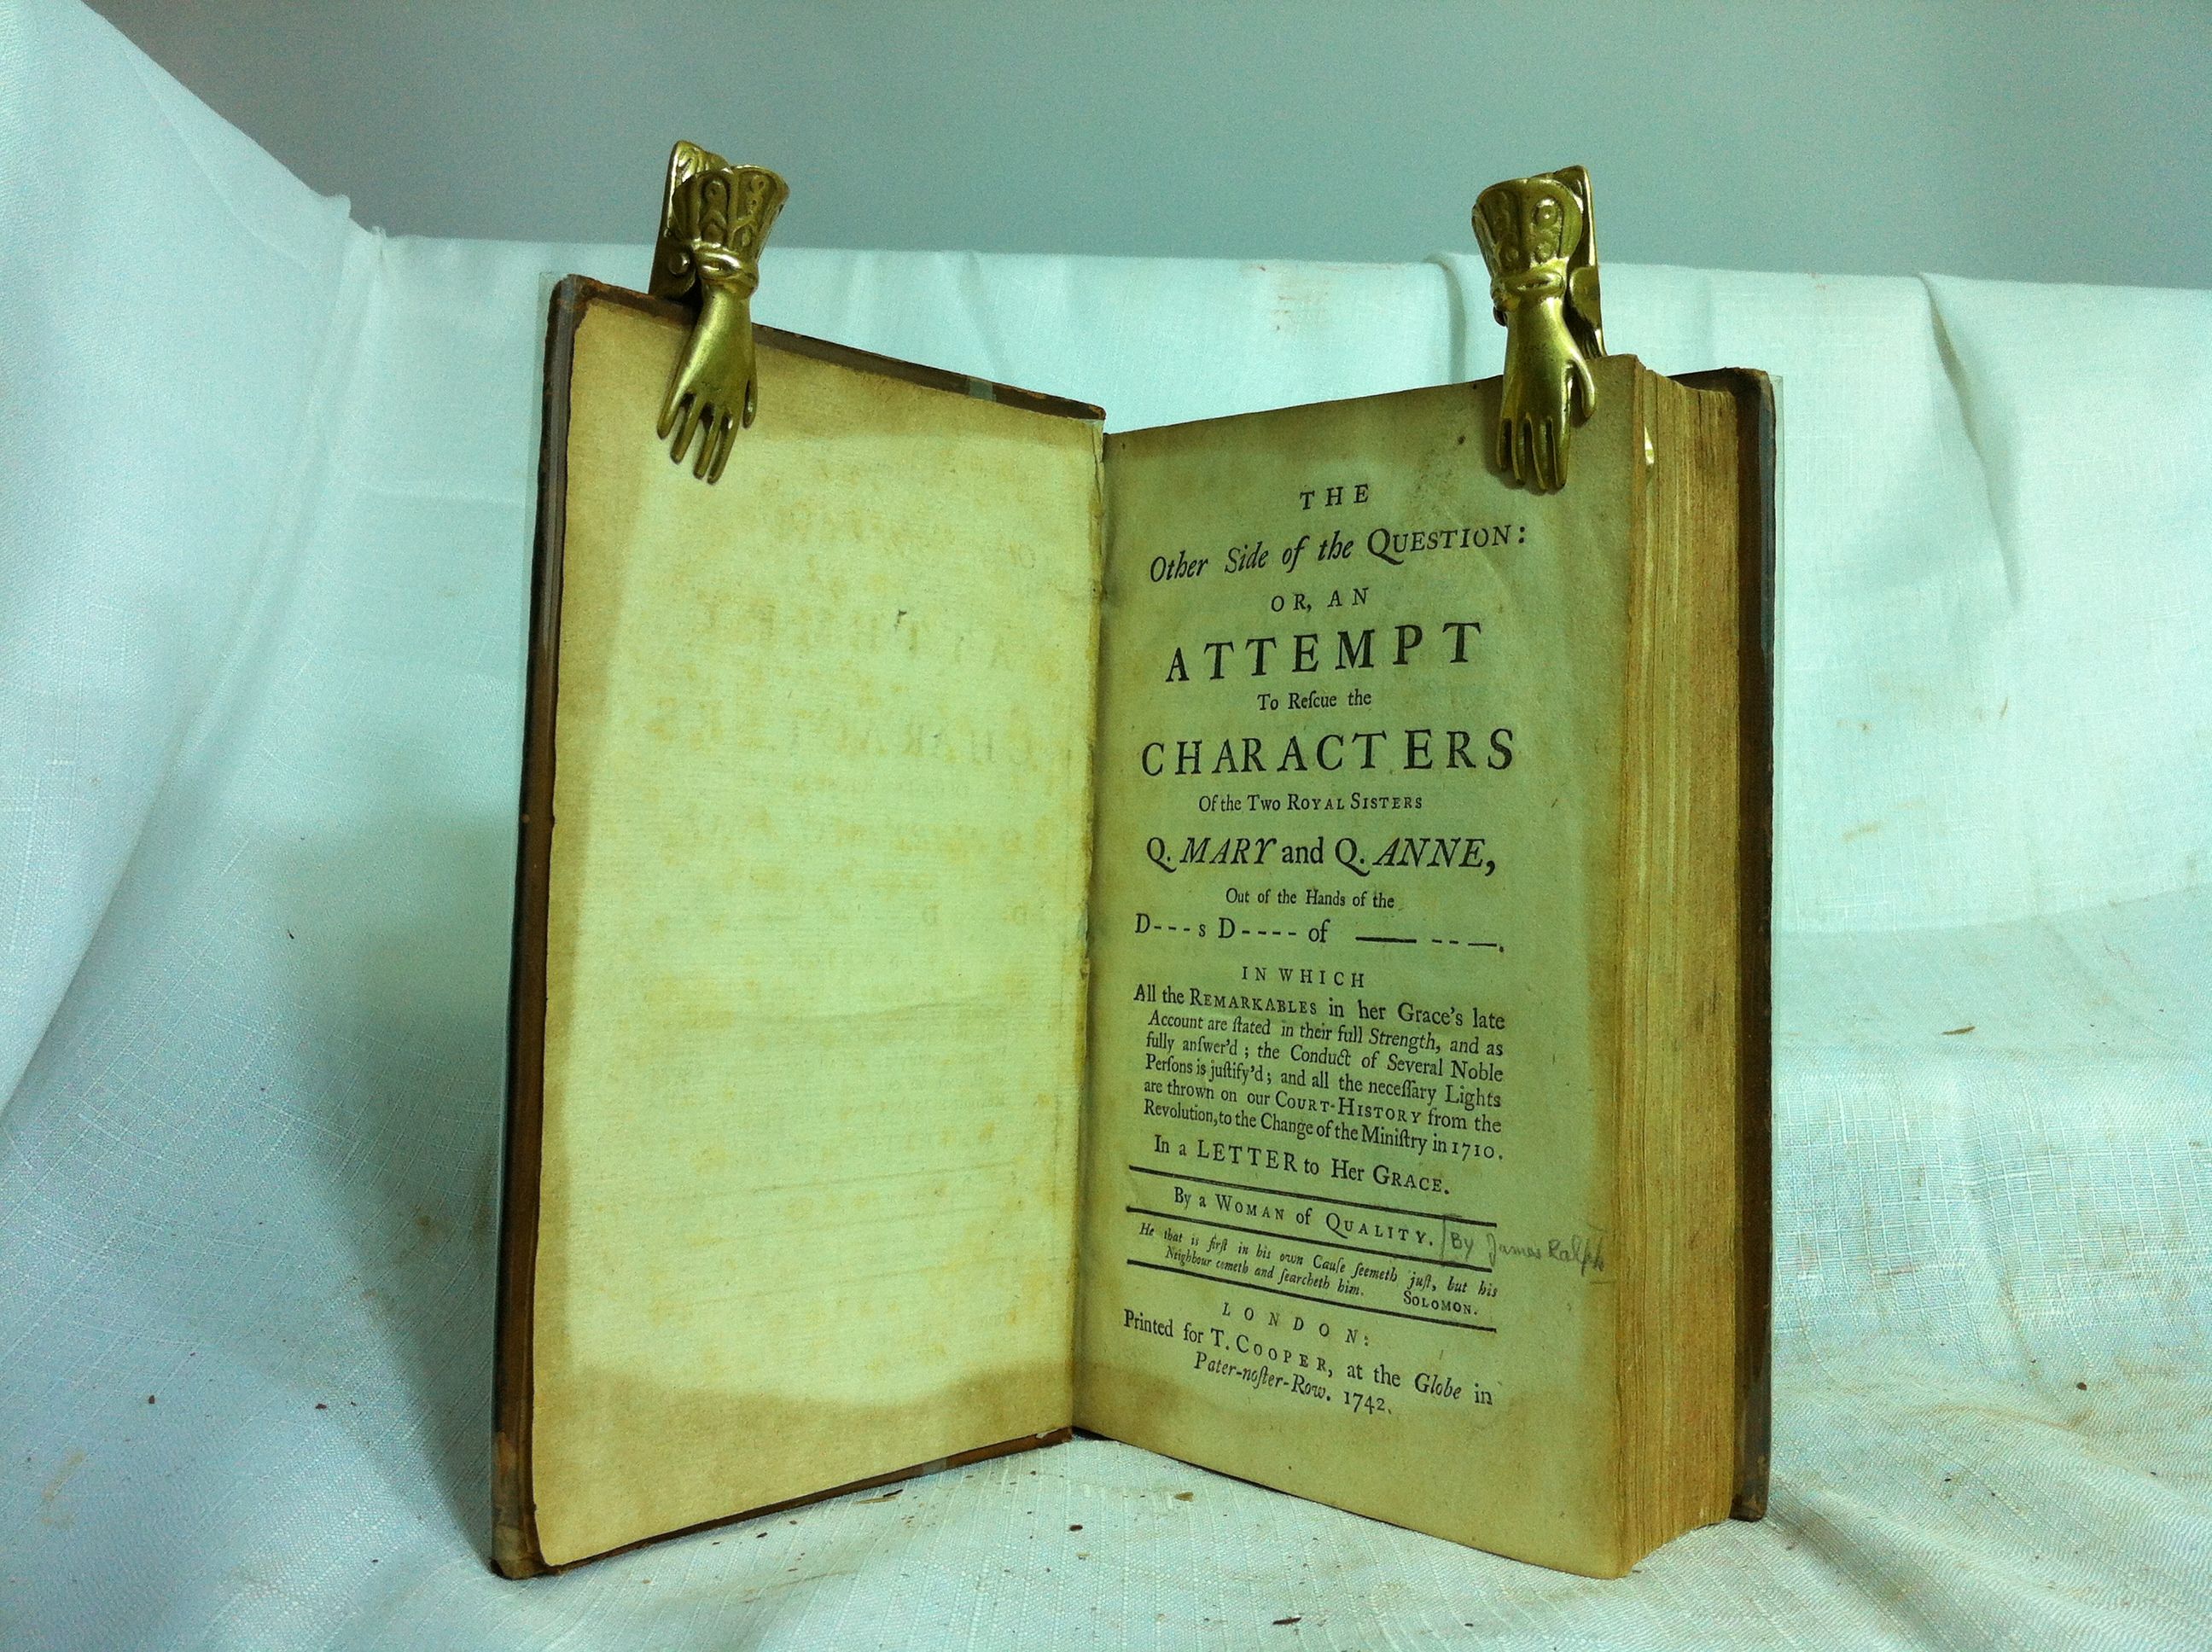 THE
Other Side of the QUESTION:
OR, AN
ATTEMPT
To Reſcue the
CHARACTERS
Of the Two ROYAL SISTERS
Q. MARY and Q. ANNE,
Out of the Hands of the
D---s D---- of —— -- —.
IN WHICH
All the REMARKABLES in her Grace's late
Account are ſtated in their full Strength, and as
fully anſwer'd; the Conduct of Several Noble
Perſons is juſtify'd; and all the neceſſary Lights
are thrown on our COURT-HISTORY from the
Revolution, to the Change of the Miniſtry in 1710.
In a LETTER to Her GRACE.
By a WOMAN of QUALITY. [By James Ralph
He that is firſt in his own Cauſe ſeemeth juſt, but his
Neighbour cometh and ſearcheth him. SOLOMON.
LONDON:
Printed for T. COOPER, at the Globe in
Pater-noſter-Row. 1742.